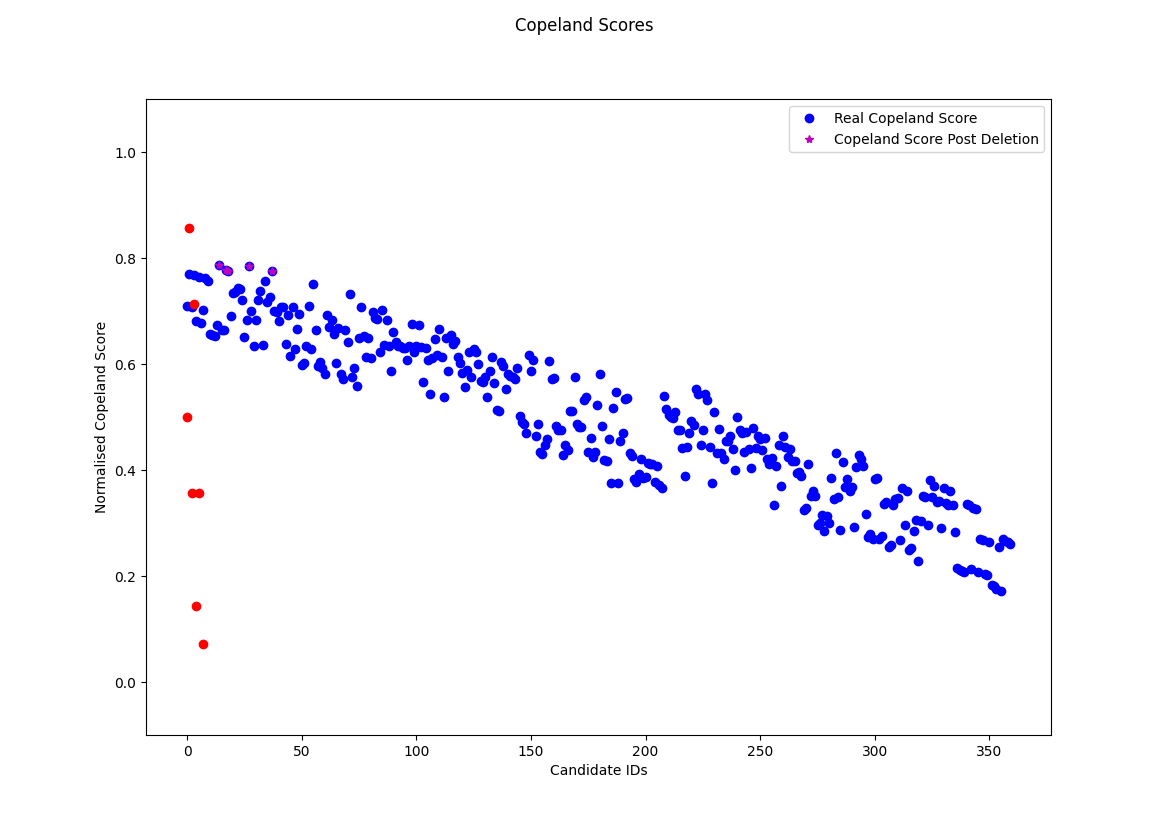 Copeland Scores
Real Copeland Score
Copeland Score Post Deletion
1.0
0.8
0.6
0.4
0.2
0.0
Normalised Copeland Score
0 50 100 150 200 250 300 350
Candidate IDs